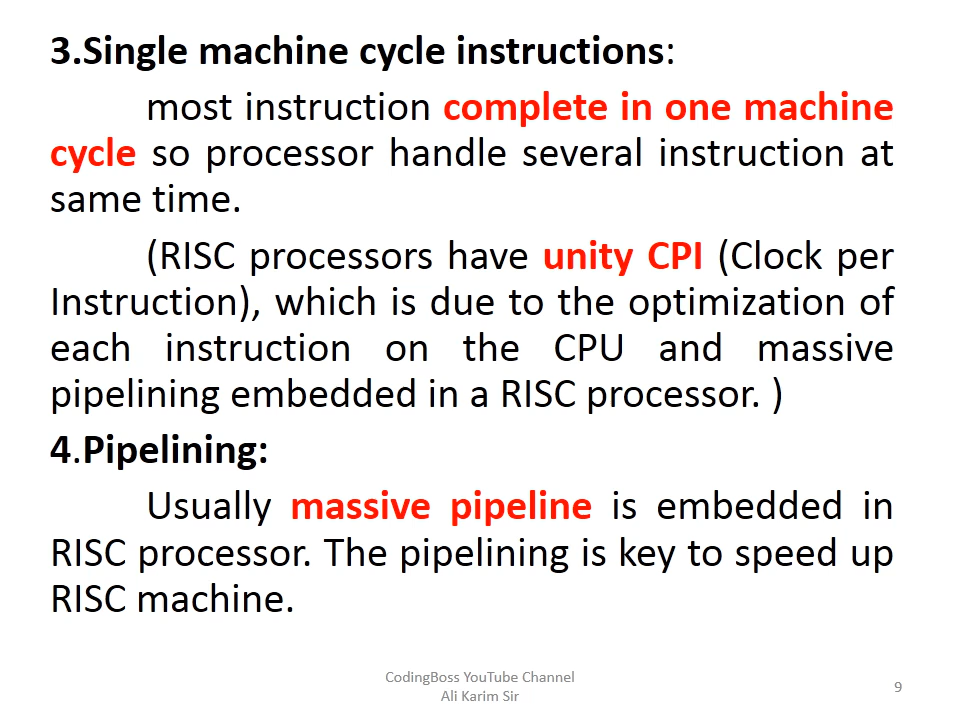 3.Single machine cycle instructions:
most instruction complete in one machine
cycle so processor handle several instruction at
same time.
(RISC processors have unity CPI (Clock per
Instruction), which is due to the optimization of
each instruction on the CPU and massive
pipelining embedded in a RISC processor. )
4.Pipelining:
Usually massive pipeline is embedded in
RISC processor. The pipelining is key to speed up
RISC machine.
CodingBoss YouTube Channel
Ali Karim Sir
9